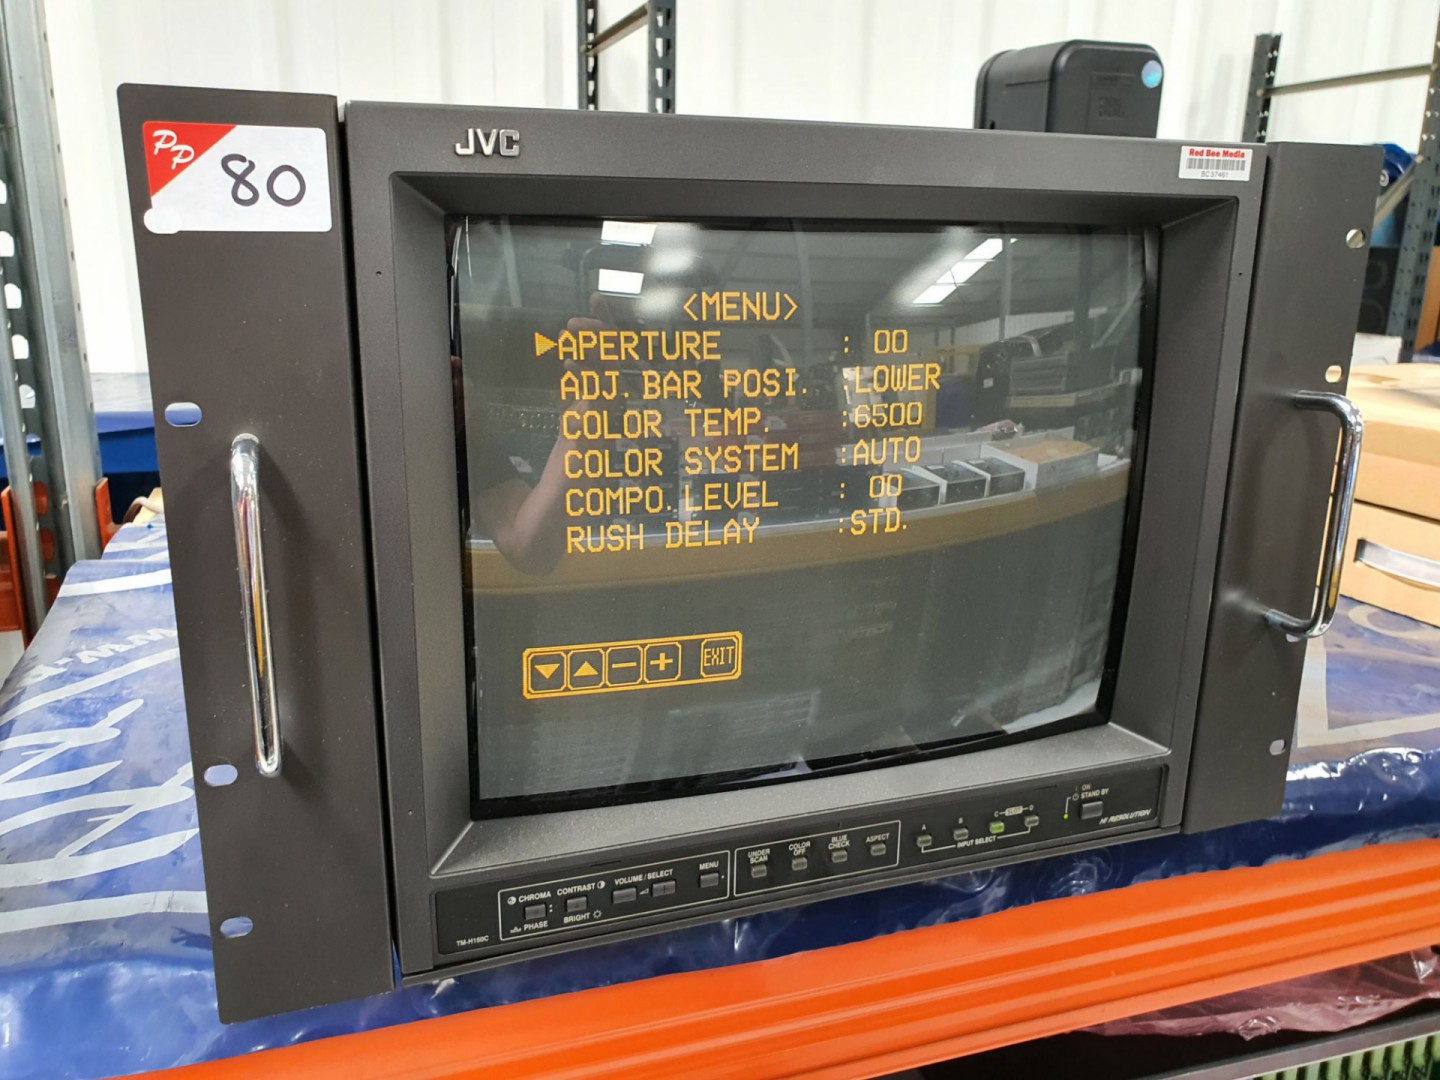 PP
80
JVC
Red Bee Media
<MENU>
▶APERTURE : 00
ADJ. BAR POSI. :LOWER
COLOR TEMP. :6500
COLOR SYSTEM :AUTO
COMPO. LEVEL : 00
RUSH DELAY :STD.
▼ ▲ − + EXIT
TM-H150C
CHROMA
PHASE
CONTRAST
BRIGHT
VOLUME / SELECT
MENU
UNDER SCAN
COLOR OFF
BLUE CHECK
ASPECT
A B C D
INPUT SELECT
ON
STAND BY
HI RESOLUTION